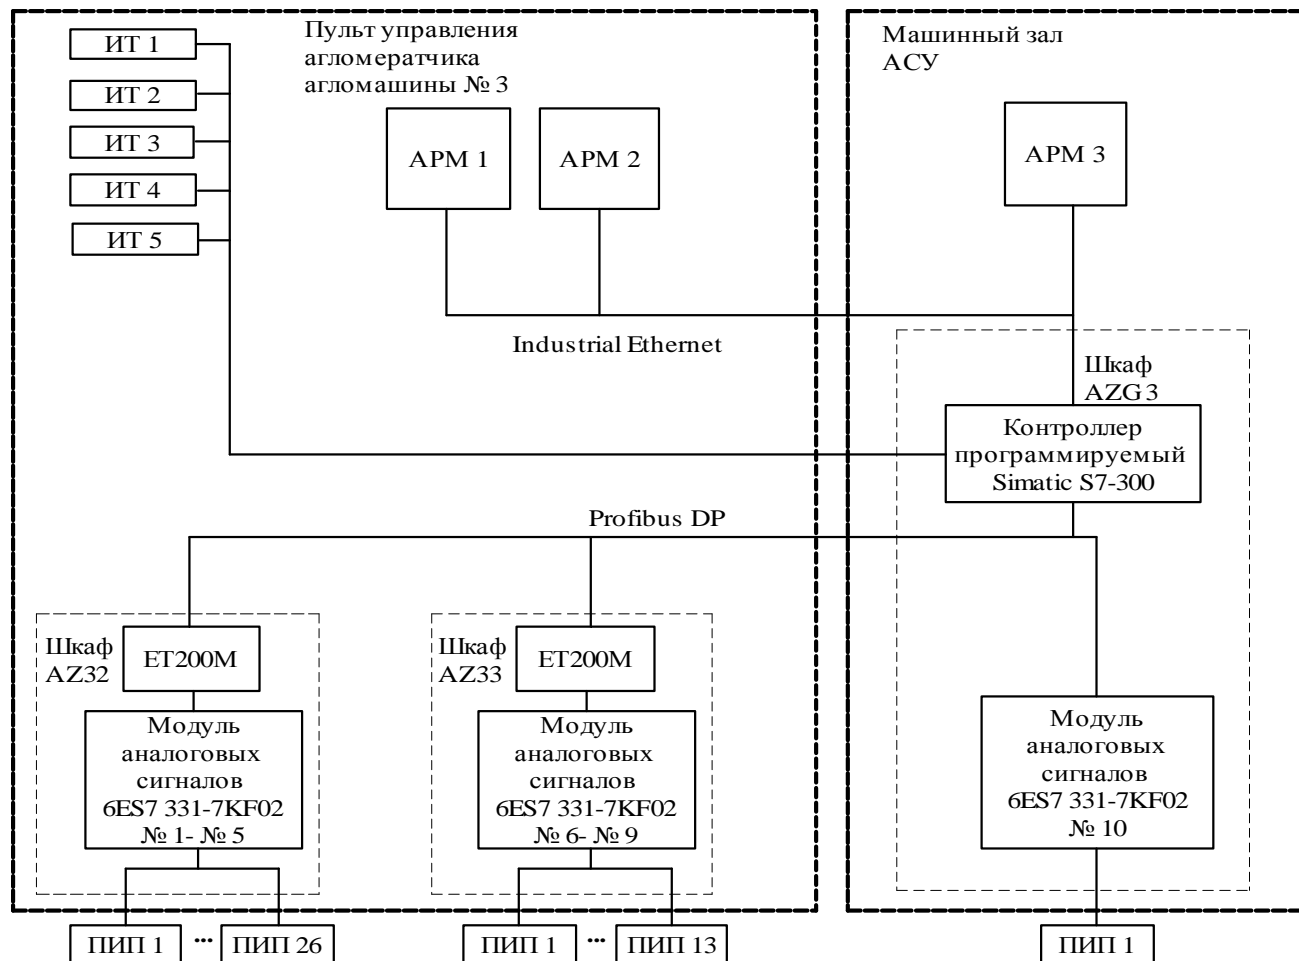 Пульт управления
агломератчика
агломашины № 3
Машинный зал
АСУ
ИТ 1
ИТ 2
ИТ 3
ИТ 4
ИТ 5
АРМ 1
АРМ 2
АРМ 3
Industrial Ethernet
Шкаф
AZG3
Контроллер
программируемый
Simatic S7-300
Profibus DP
Шкаф
AZ32
ET200M
Модуль
аналоговых
сигналов
6ES7 331-7KF02
№ 1- № 5
Шкаф
AZ33
ET200M
Модуль
аналоговых
сигналов
6ES7 331-7KF02
№ 6- № 9
Модуль
аналоговых
сигналов
6ES7 331-7KF02
№ 10
ПИП 1 ... ПИП 26
ПИП 1 ... ПИП 13
ПИП 1